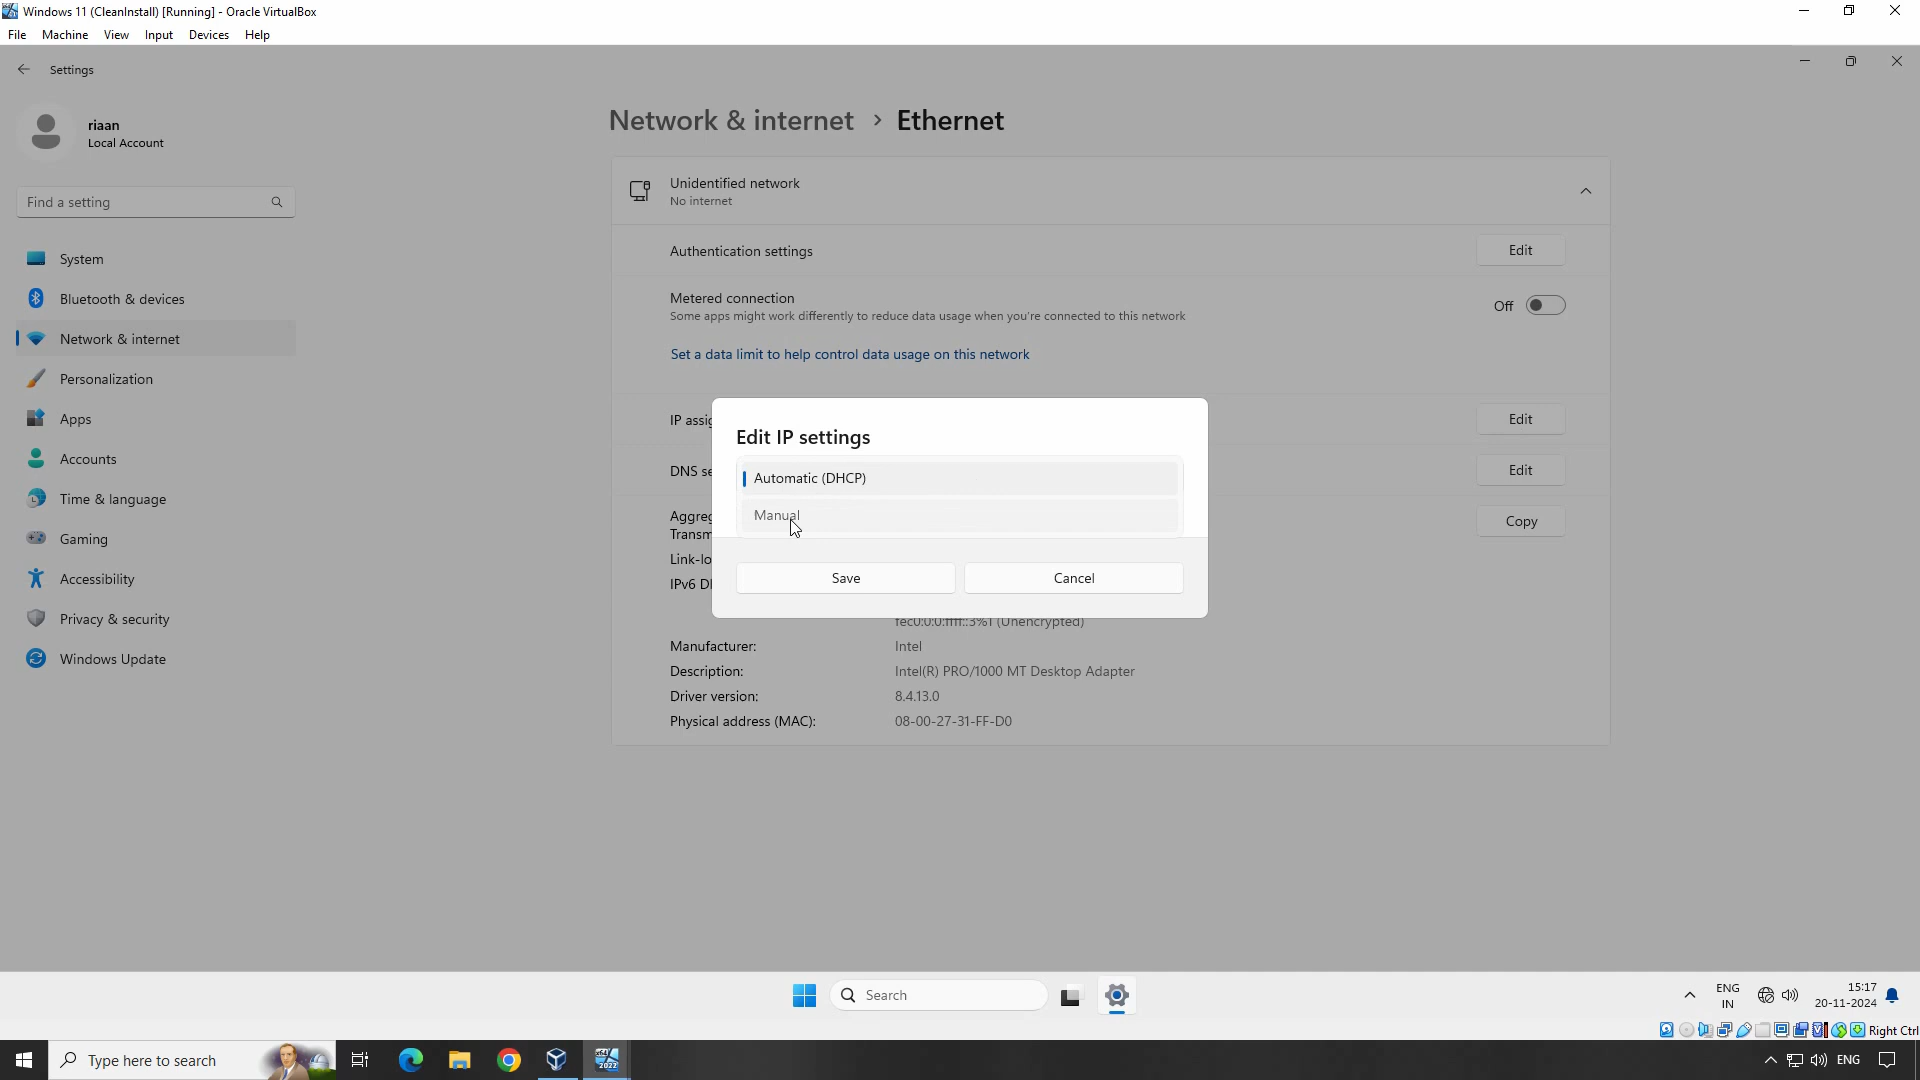 Windows 11 (CleanInstall) [Running] - Oracle VirtualBox
File Machine View Input Devices Help
Settings
riaan
Local Account
Find a setting
System
Bluetooth & devices
Network & internet
Personalization
Apps
Accounts
Time & language
Gaming
Accessibility
Privacy & security
Windows Update
Network & internet > Ethernet
Unidentified network
No internet
Authentication settings
Edit
Metered connection
Some apps might work differently to reduce data usage when you're connected to this network
Off
Set a data limit to help control data usage on this network
IP assig
Edit
DNS se
Edit
Aggreg
Transm
Copy
Link-lo
IPv6 D
Edit IP settings
Automatic (DHCP)
Manual
Save
Cancel
fec0:0:0:ffff::3%1 (Unencrypted)
Manufacturer: Intel
Description: Intel(R) PRO/1000 MT Desktop Adapter
Driver version: 8.4.13.0
Physical address (MAC): 08-00-27-31-FF-D0
Search
ENG
IN
15:17
20-11-2024
Right Ctrl
Type here to search
x64
2022
ENG